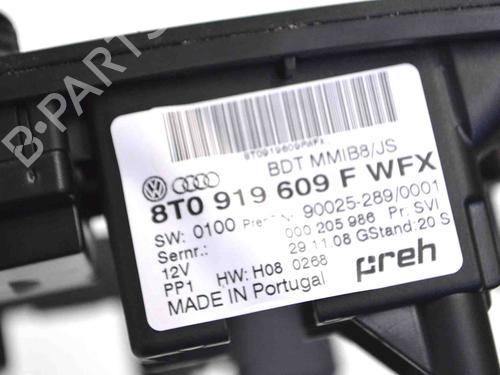 B-PARTS
8T0919609FWFX
BDT MMIB8/JS
8T0 919 609 F WFX
SW: 0100 90025-289/0001
Sernr.: 000 205 986 Pr: SVI
12V 29.11.08 GStand: 20 S
PP1 HW: H08 0268
preh
MADE IN Portugal